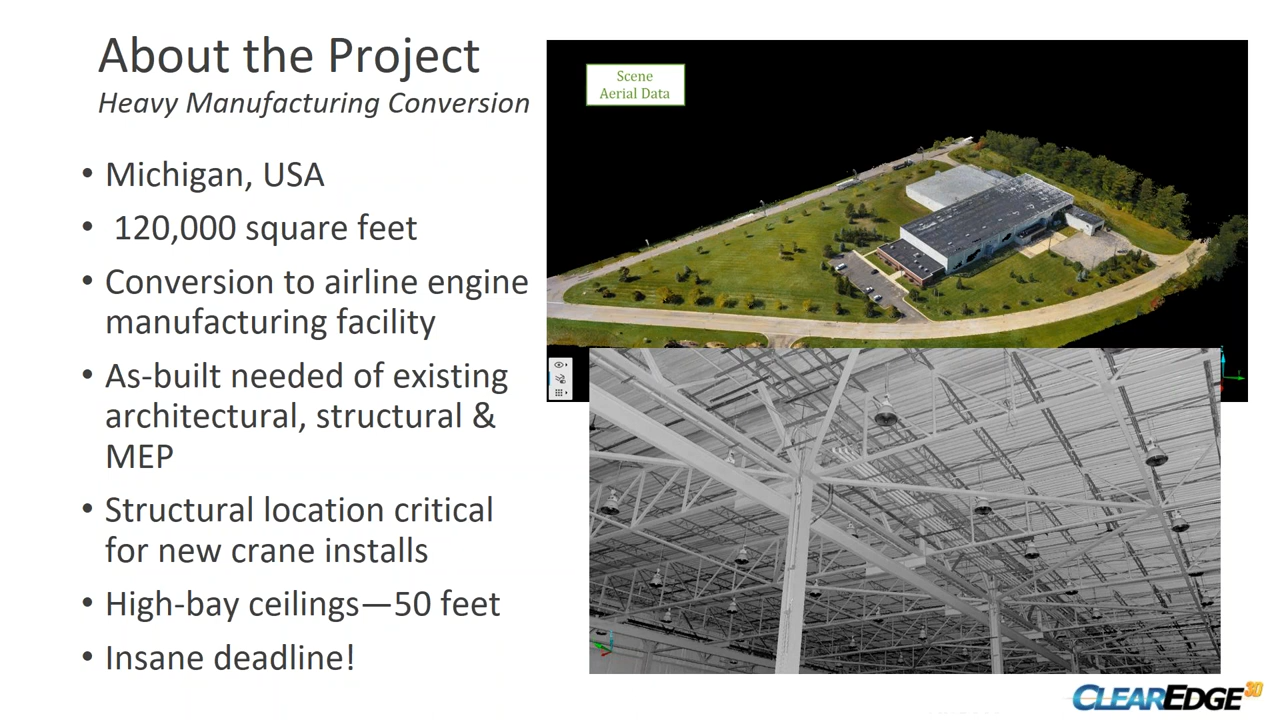 About the Project
Heavy Manufacturing Conversion
• Michigan, USA
• 120,000 square feet
• Conversion to airline engine
manufacturing facility
• As-built needed of existing
architectural, structural &
MEP
• Structural location critical
for new crane installs
• High-bay ceilings—50 feet
• Insane deadline!
Scene
Aerial Data
CLEAREDGE3D